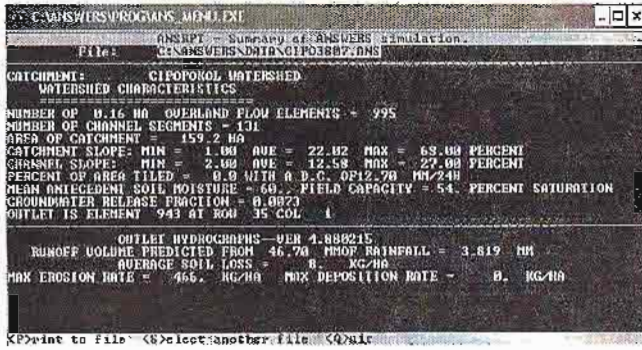 C:\ANSWERS\PROG\ANS_MENU.EXE
ANSRPT - Summary of ANSWERS simulation.
File: C:\ANSWERS\DATA\CIPO3807.ANS
CATCHMENT: CIPOPOKOL WATERSHED
WATERSHED CHARACTERISTICS
NUMBER OF 0.16 HA OVERLAND FLOW ELEMENTS = 995
NUMBER OF CHANNEL SEGMENTS = 131
AREA OF CATCHMENT = 159.2 HA
CATCHMENT SLOPE: MIN = 1.00 AVE = 22.02 MAX = 68.00 PERCENT
CHANNEL SLOPE: MIN = 2.00 AVE = 12.58 MAX = 27.00 PERCENT
PERCENT OF AREA TILED = 0.0 WITH A D.C. OF12.70 MM/24H
MEAN ANTECEDENT SOIL MOISTURE = 60., FIELD CAPACITY = 54. PERCENT SATURATION
GROUNDWATER RELEASE FRACTION = 0.0073
OUTLET IS ELEMENT 943 AT ROW 35 COL 1
OUTLET HYDROGRAPHS--VER 4.880215
RUNOFF VOLUME PREDICTED FROM 46.70 MMOF RAINFALL = 3.819 MM
AVERAGE SOIL LOSS = 8. KG/HA
MAX EROSION RATE = 466. KG/HA MAX DEPOSITION RATE = 0. KG/HA
<P>rint to file <S>elect another file <Q>uit